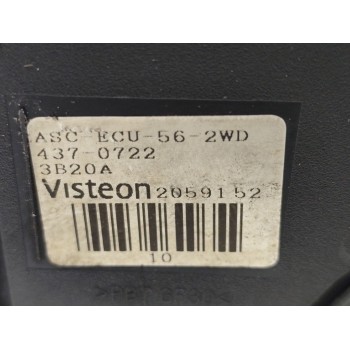 ASC-ECU-56-2WD
437-0722
3B20A
Visteon 2059152
10